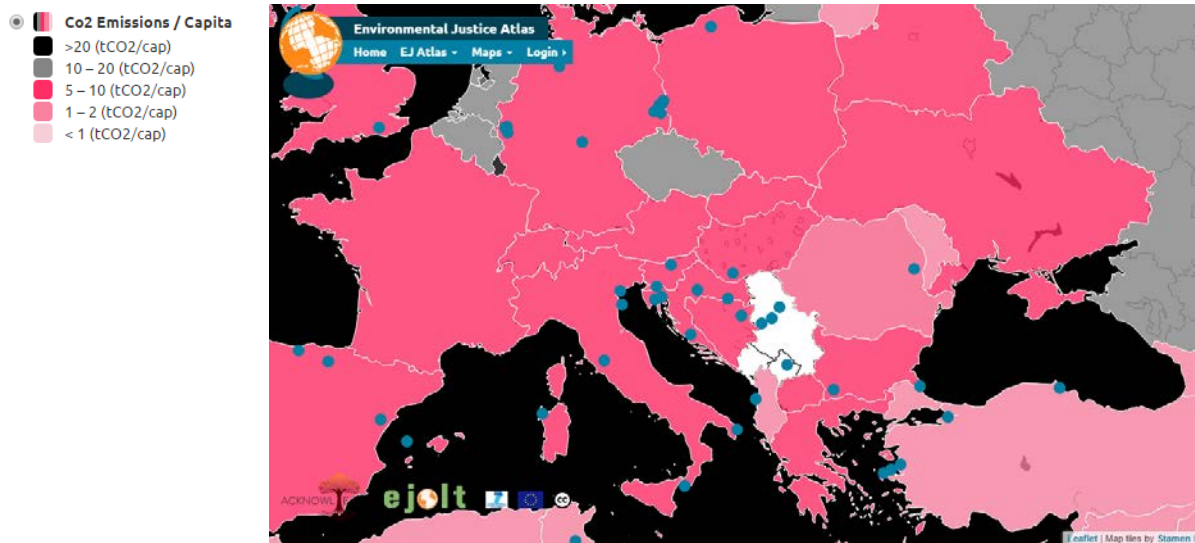 Co2 Emissions / Capita
>20 (tCO2/cap)
10 – 20 (tCO2/cap)
5 – 10 (tCO2/cap)
1 – 2 (tCO2/cap)
< 1 (tCO2/cap)
Environmental Justice Atlas
Home EJ Atlas Maps Login
ejolt
cc
Leaflet | Map tiles by Stamen